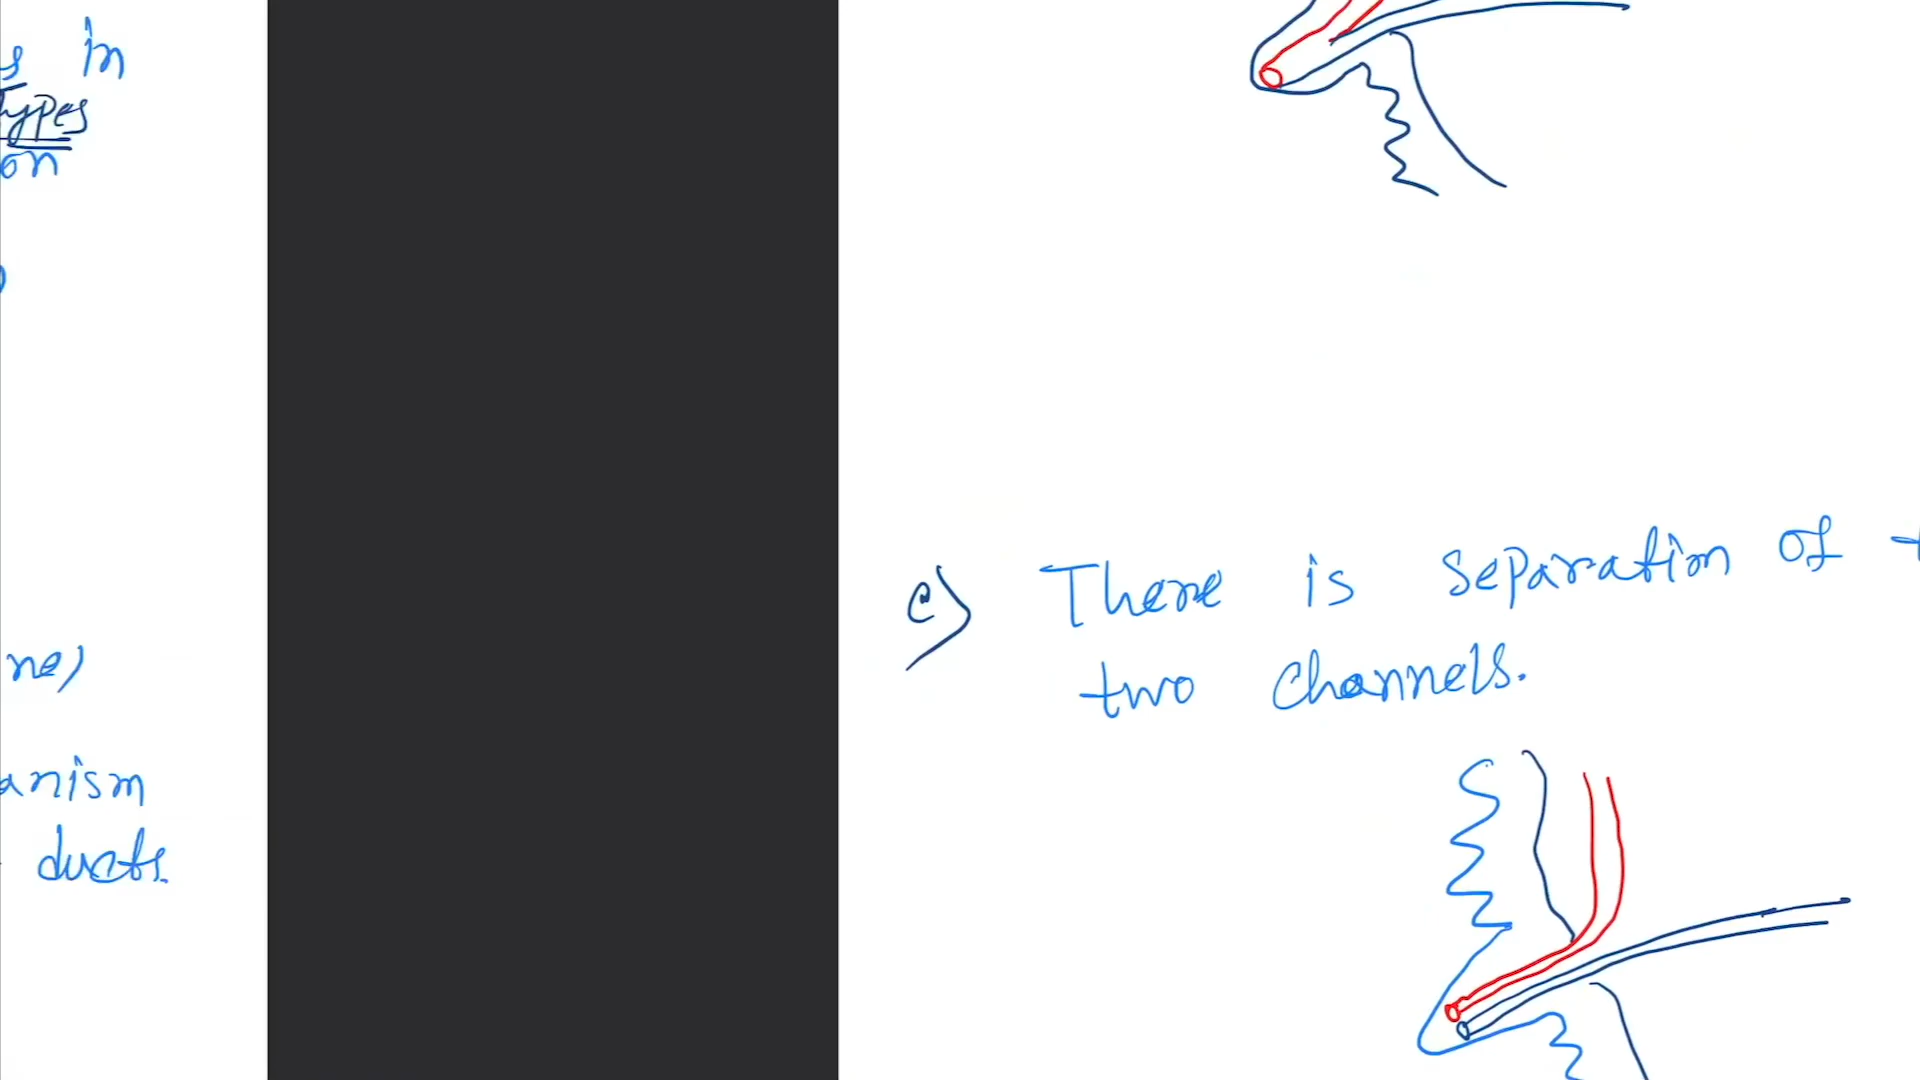 in
types
on
ne)
anism
ducts.
c) There is separation of
two channels.